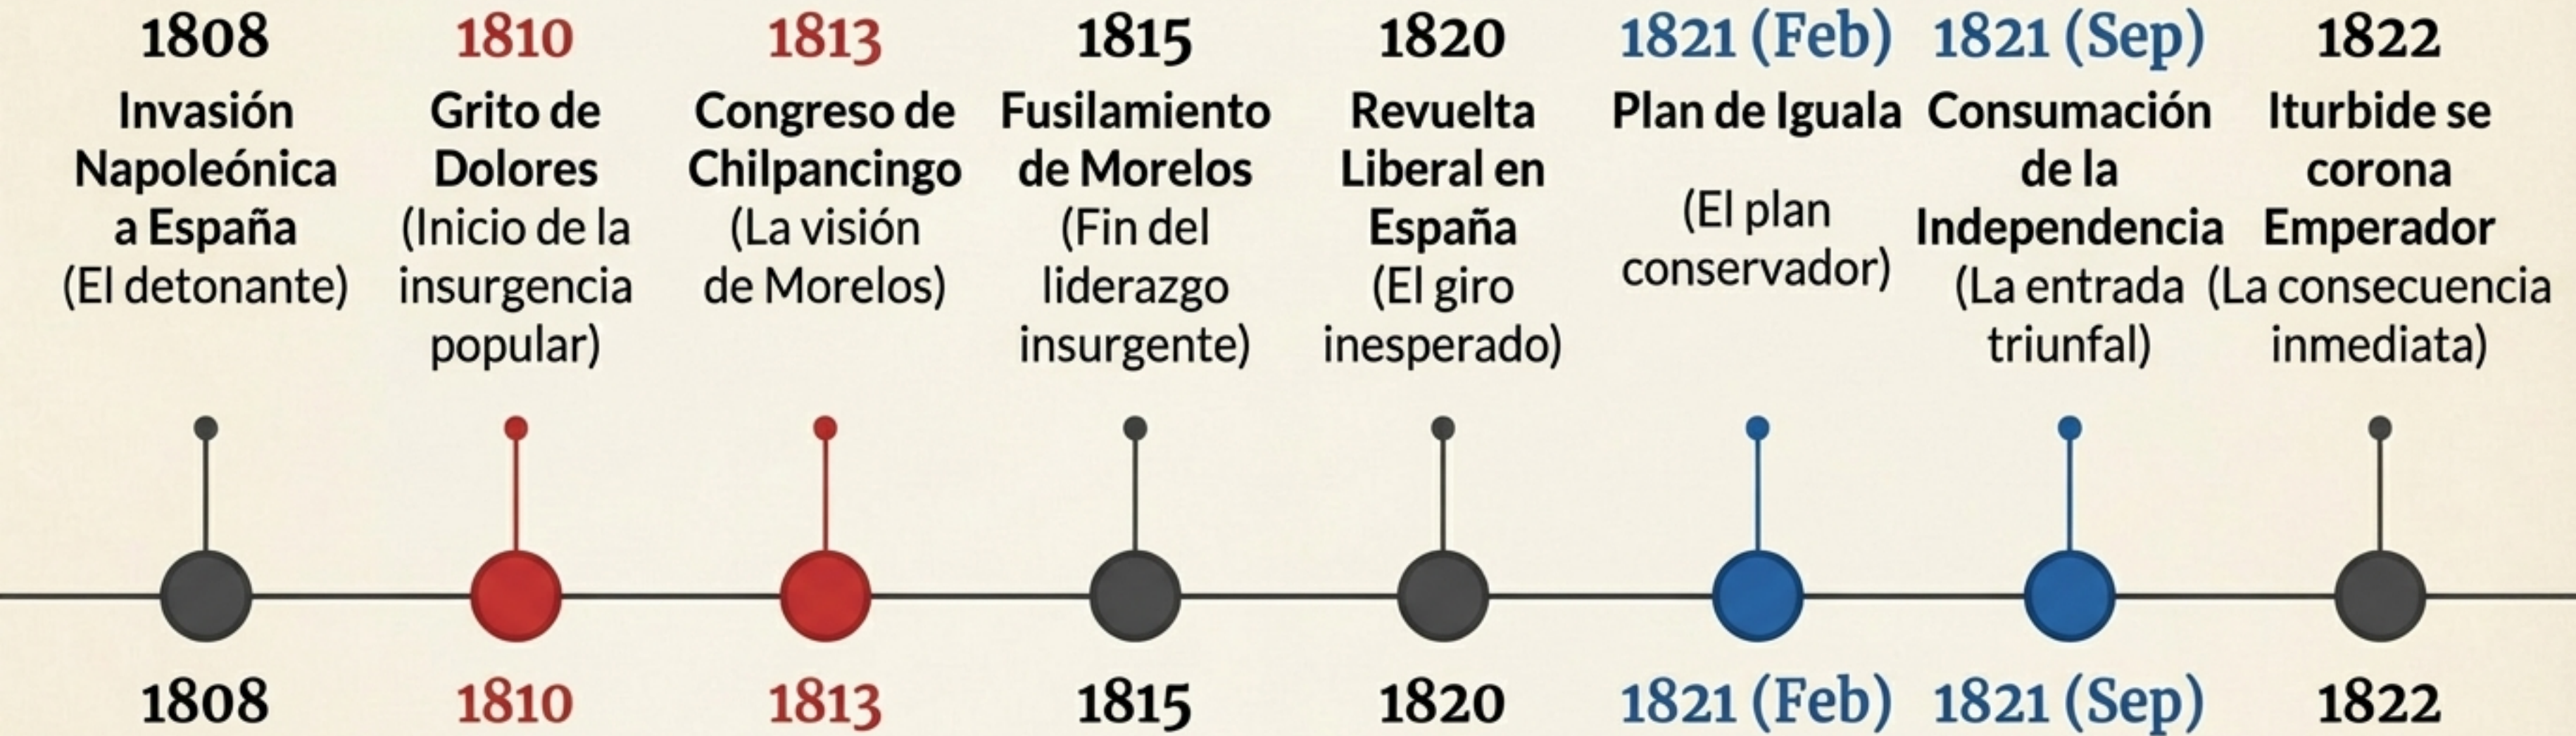 1808
Invasión
Napoleónica
a España
(El detonante)
1810
Grito de
Dolores
(Inicio de la
insurgencia
popular)
1813
Congreso de
Chilpancingo
(La visión
de Morelos)
1815
Fusilamiento
de Morelos
(Fin del
liderazgo
insurgente)
1820
Revuelta
Liberal en
España
(El giro
inesperado)
1821 (Feb)
Plan de Iguala
(El plan
conservador)
1821 (Sep)
Consumación
de la
Independencia
(La entrada
triunfal)
1822
Iturbide se
corona
Emperador
(La consecuencia
inmediata)
1808
1810
1813
1815
1820
1821 (Feb)
1821 (Sep)
1822